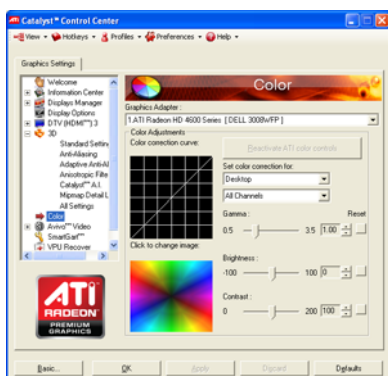 Catalyst™ Control Center
View Hotkeys Profiles Preferences Help
Graphics Settings
Welcome
Information Center
Displays Manager
Display Options
DTV (HDMI™) 3
3D
Standard Settin
Anti-Aliasing
Adaptive Anti-Al
Anisotropic Filte
Catalyst™ A.I.
Mipmap Detail L
All Settings
Color
Avivo™ Video
SmartGart™
VPU Recover
ATI
RADEON
PREMIUM
GRAPHICS
Color
Graphics Adapter:
1.ATI Radeon HD 4600 Series [ DELL 3008WFP ]
Color Adjustments
Color correction curve:
Reactivate ATI color controls
Set color correction for:
Desktop
All Channels
Gamma : Reset
0.5 3.5 1.00
Click to change image:
Brightness :
-100 100 0
Contrast :
0 200 100
Basic... OK Apply Discard Defaults